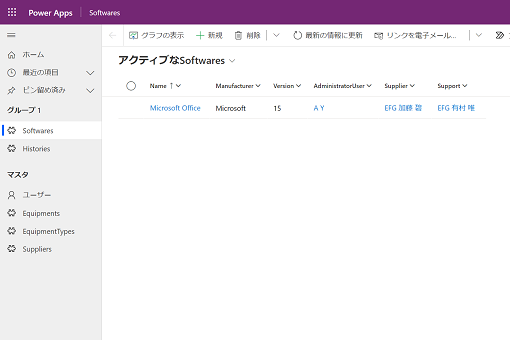 Power Apps Softwares
グラフの表示 新規 削除 最新の情報に更新 リンクを電子メール...
ホーム
最近の項目
ピン留め済み
グループ 1
Softwares
Histories
マスタ
ユーザー
Equipments
EquipmentTypes
Suppliers
アクティブなSoftwares
Name Manufacturer Version AdministratorUser Supplier Support
Microsoft Office Microsoft 15 A Y EFG 加藤 碧 EFG 有村 唯